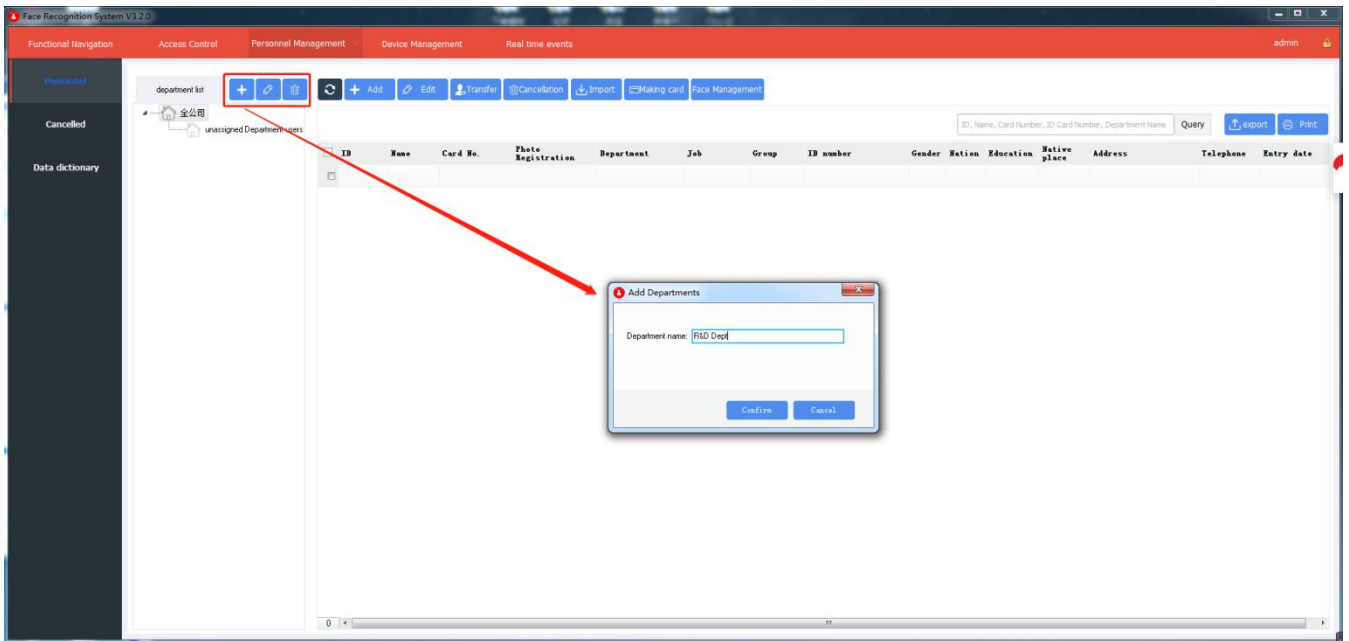 Face Recognition System V3.2.0
Functional Navigation Access Control Personnel Management Device Management Real time events admin
Personnel
Cancelled
Data dictionary
department list
Add Edit Transfer Cancellation Import Making card Face Management
全公司
unassigned Department users
ID, Name, Card Number, ID Card Number, Department Name Query export Print
ID Name Card No. Photo Registration Department Job Group ID number Gender Nation Education Native place Address Telephone Entry date
Add Departments
Department name: R&D Dept
Confirm Cancel
0